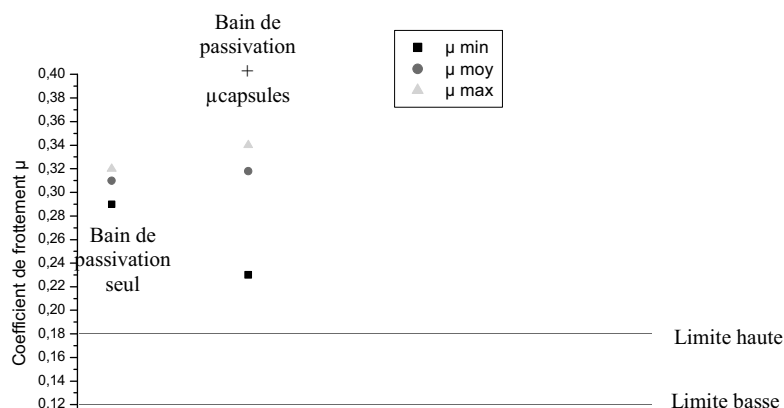 Bain de
passivation
+
µcapsules
µ min
µ moy
µ max
0,40
0,38
0,36
0,34
0,32
0,30
0,28
0,26
0,24
0,22
0,20
0,18
0,16
0,14
0,12
Coefficient de frottement µ
Bain de
passivation
seul
Limite haute
Limite basse